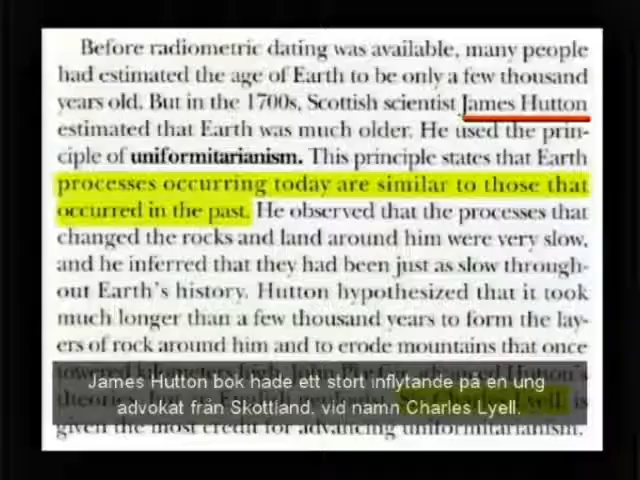 Before radiometric dating was available, many people
had estimated the age of Earth to be only a few thousand
years old. But in the 1700s, Scottish scientist James Hutton
estimated that Earth was much older. He used the prin-
ciple of uniformitarianism. This principle states that Earth
processes occurring today are similar to those that
occurred in the past. He observed that the processes that
changed the rocks and land around him were very slow,
and he inferred that they had been just as slow through-
out Earth's history. Hutton hypothesized that it took
much longer than a few thousand years to form the lay-
ers of rock around him and to erode mountains that once
James Hutton bok hade ett stort inflytande på en ung
advokat från Skottland, vid namn Charles Lyell.
given the most credit for advancing uniformitarianism.